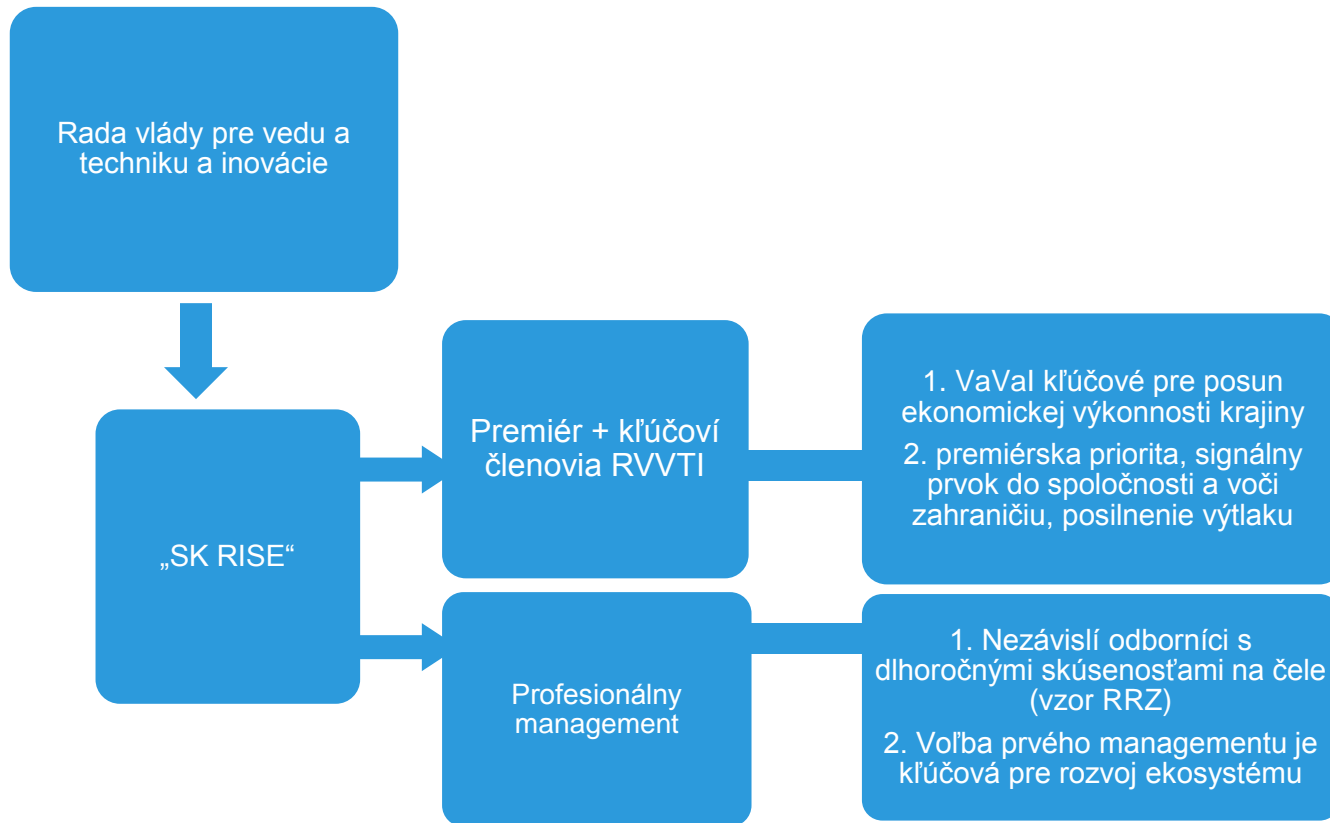 Rada vlády pre vedu a
techniku a inovácie
„SK RISE“
Premiér + kľúčoví
členovia RVVTI
1. VaVaI kľúčové pre posun
ekonomickej výkonnosti krajiny
2. premiérska priorita, signálny
prvok do spoločnosti a voči
zahraničiu, posilnenie výtlaku
Profesionálny
management
1. Nezávislí odborníci s
dlhoročnými skúsenosťami na čele
(vzor RRZ)
2. Voľba prvého managementu je
kľúčová pre rozvoj ekosystému